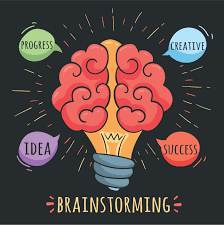 PROGRESS
CREATIVE
IDEA
SUCCESS
BRAINSTORMING